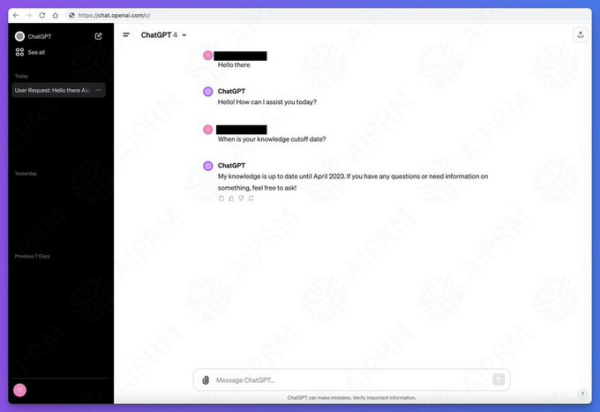 https://chat.openai.com/c/
ChatGPT
See all
Today
User Request: Hello there Ass
Yesterday
Previous 7 Days
ChatGPT 4
Hello there
ChatGPT
Hello! How can I assist you today?
When is your knowledge cutoff date?
ChatGPT
My knowledge is up to date until April 2023. If you have any questions or need information on
something, feel free to ask!
Message ChatGPT...
ChatGPT can make mistakes. Verify important information.
?
AIPRM